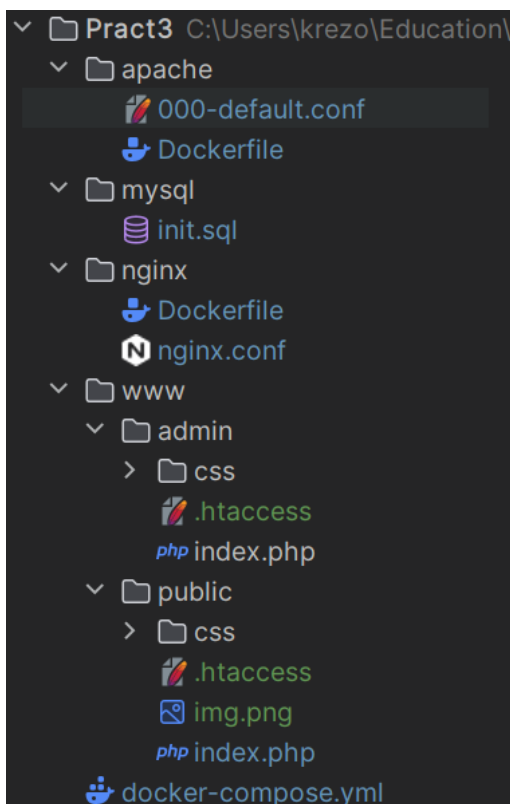 Pract3 C:\Users\krezo\Education\
apache
000-default.conf
Dockerfile
mysql
init.sql
nginx
Dockerfile
N nginx.conf
www
admin
css
.htaccess
php index.php
public
css
.htaccess
img.png
php index.php
docker-compose.yml